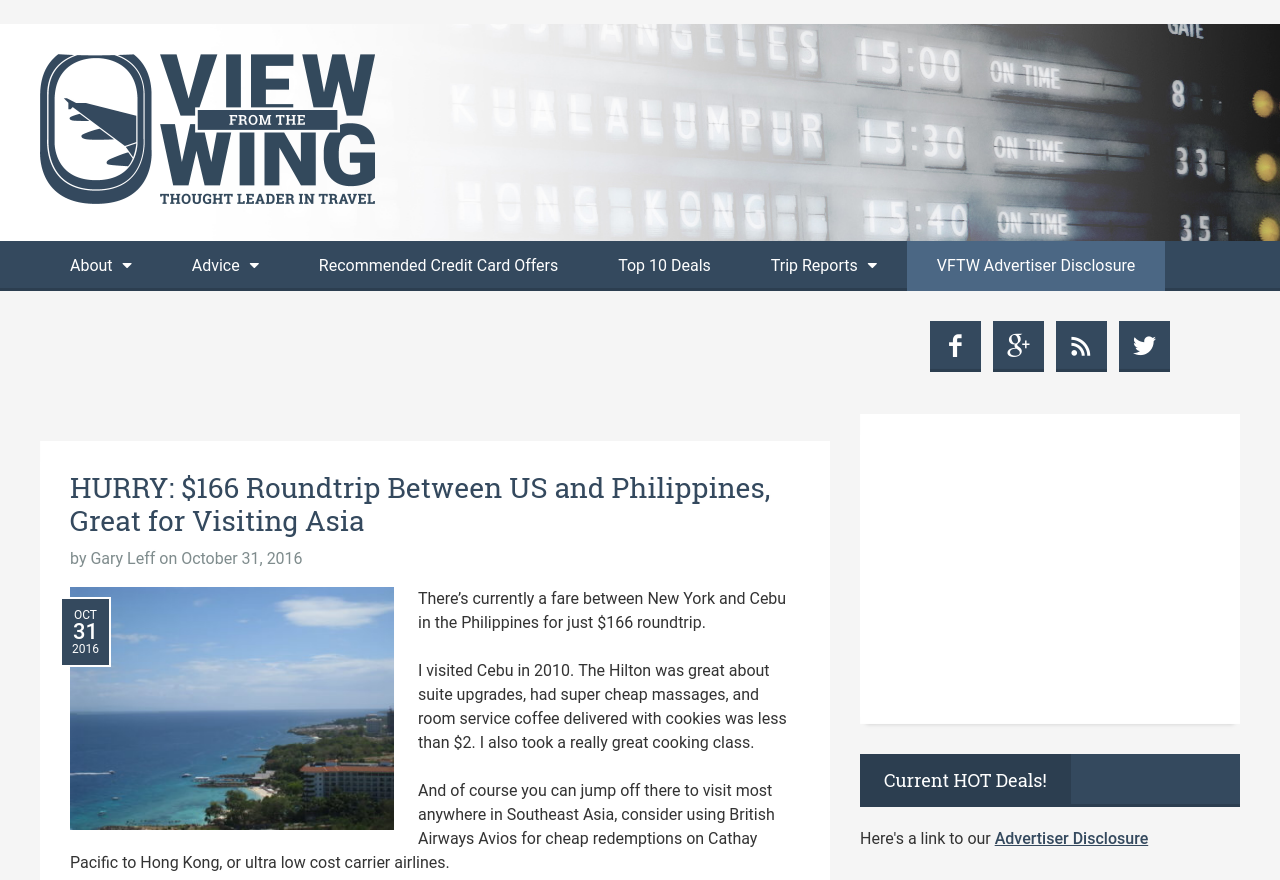 LOS ANGELES 15:00 ON TIME
GATE
8
KUALA LUMPUR 15:30 ON TIME 33
HONG KONG 15:40 ON TIME 35
VIEW
FROM THE
WING
THOUGHT LEADER IN TRAVEL
About
Advice
Recommended Credit Card Offers
Top 10 Deals
Trip Reports
VFTW Advertiser Disclosure
HURRY: $166 Roundtrip Between US and Philippines,
Great for Visiting Asia
by Gary Leff on October 31, 2016
OCT
31
2016
There’s currently a fare between New York and Cebu
in the Philippines for just $166 roundtrip.
I visited Cebu in 2010. The Hilton was great about
suite upgrades, had super cheap massages, and
room service coffee delivered with cookies was less
than $2. I also took a really great cooking class.
And of course you can jump off there to visit most
anywhere in Southeast Asia, consider using British
Airways Avios for cheap redemptions on Cathay
Pacific to Hong Kong, or ultra low cost carrier airlines.
Current HOT Deals!
Here's a link to our Advertiser Disclosure